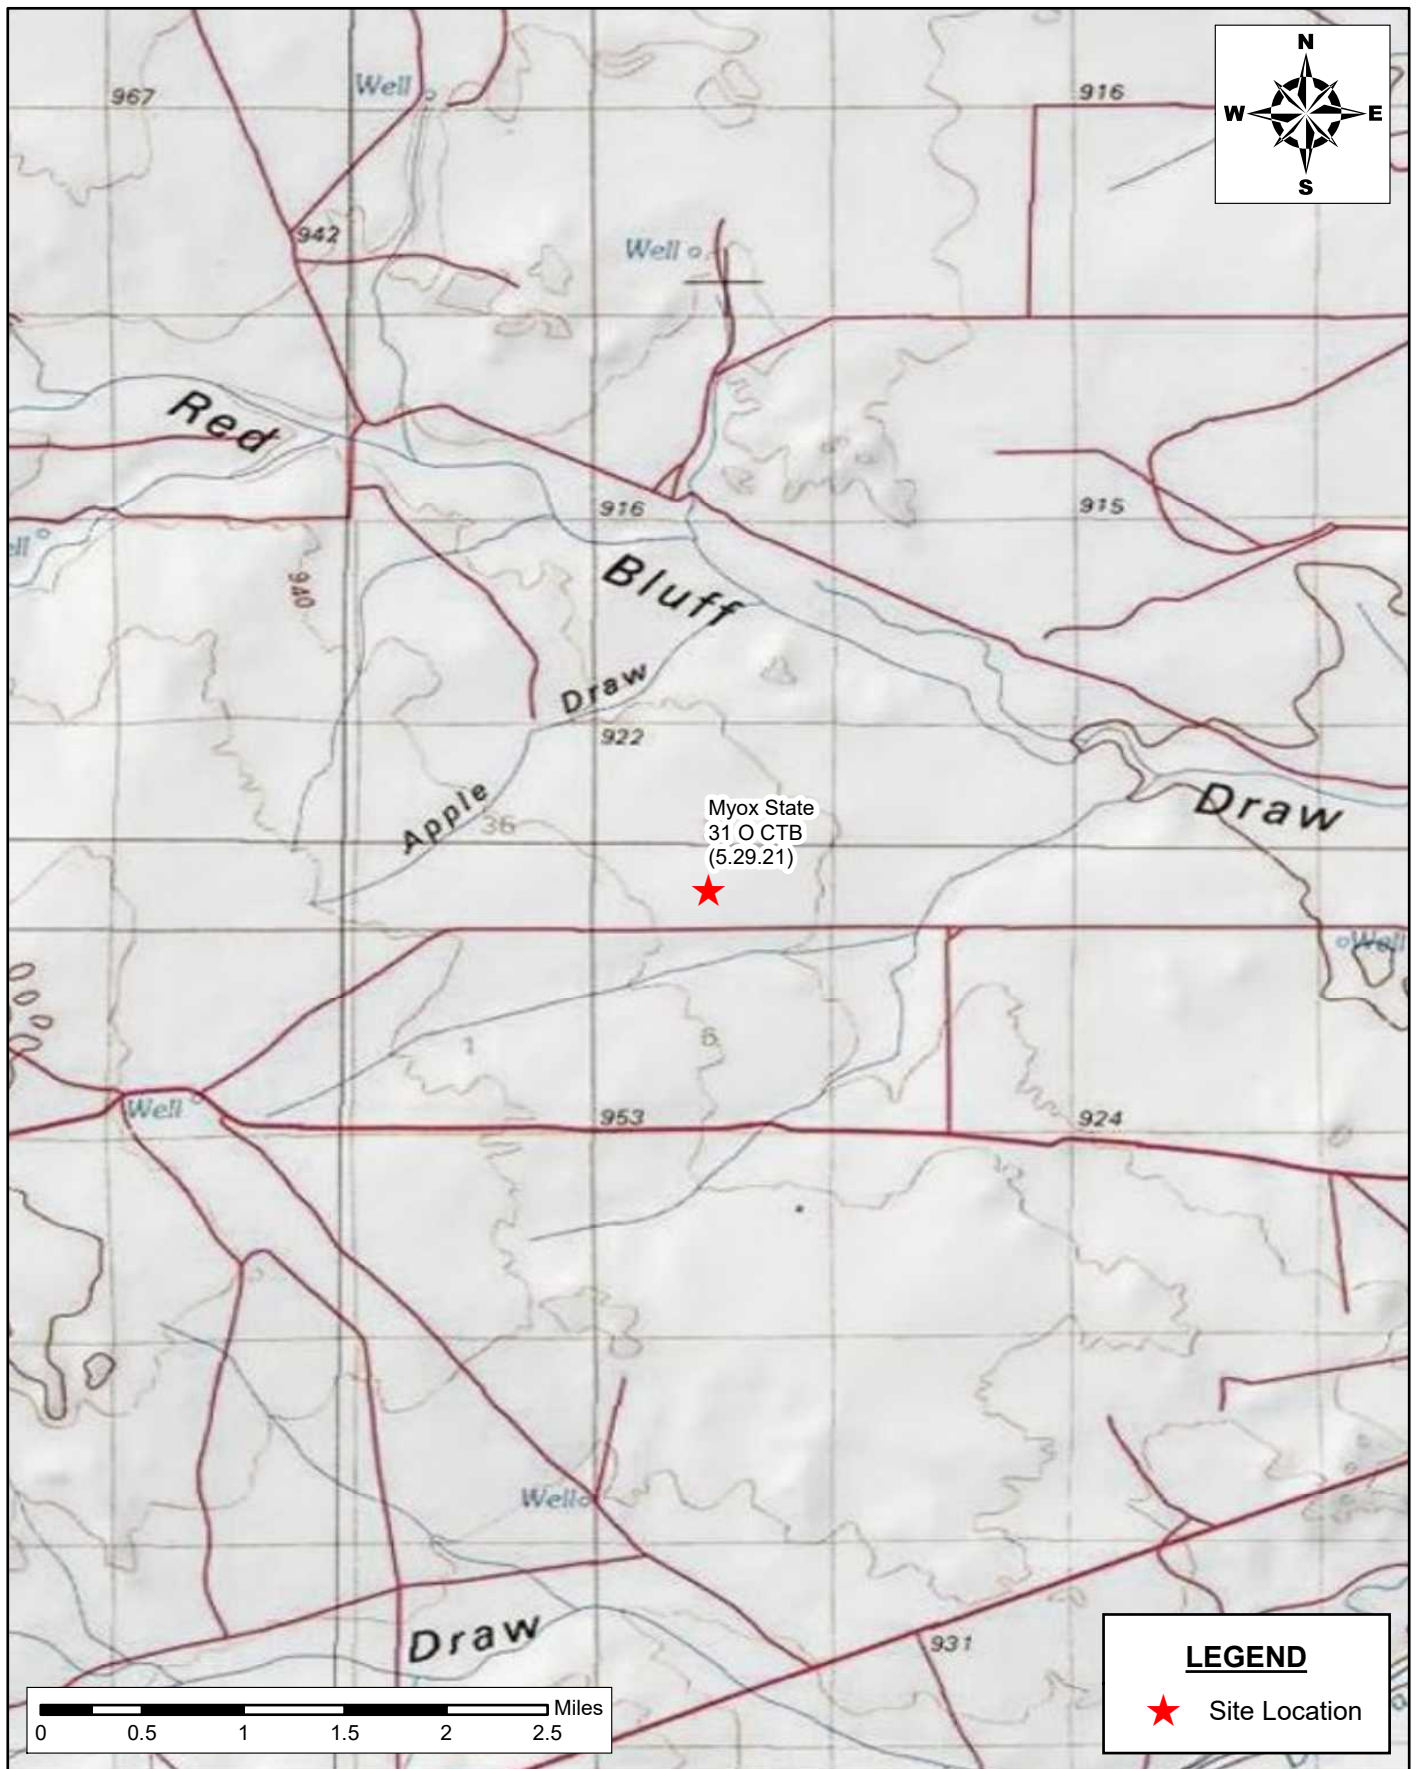 N
W E
S
967
Well
916
942
Well
Red
916
915
ell
Bluff
940
Draw
922
Apple
36
Draw
Myox State
31 O CTB
(5.29.21)
Well
1
6
Well
953
924
Well
Draw
931
LEGEND
Site Location
Miles
0 0.5 1 1.5 2 2.5